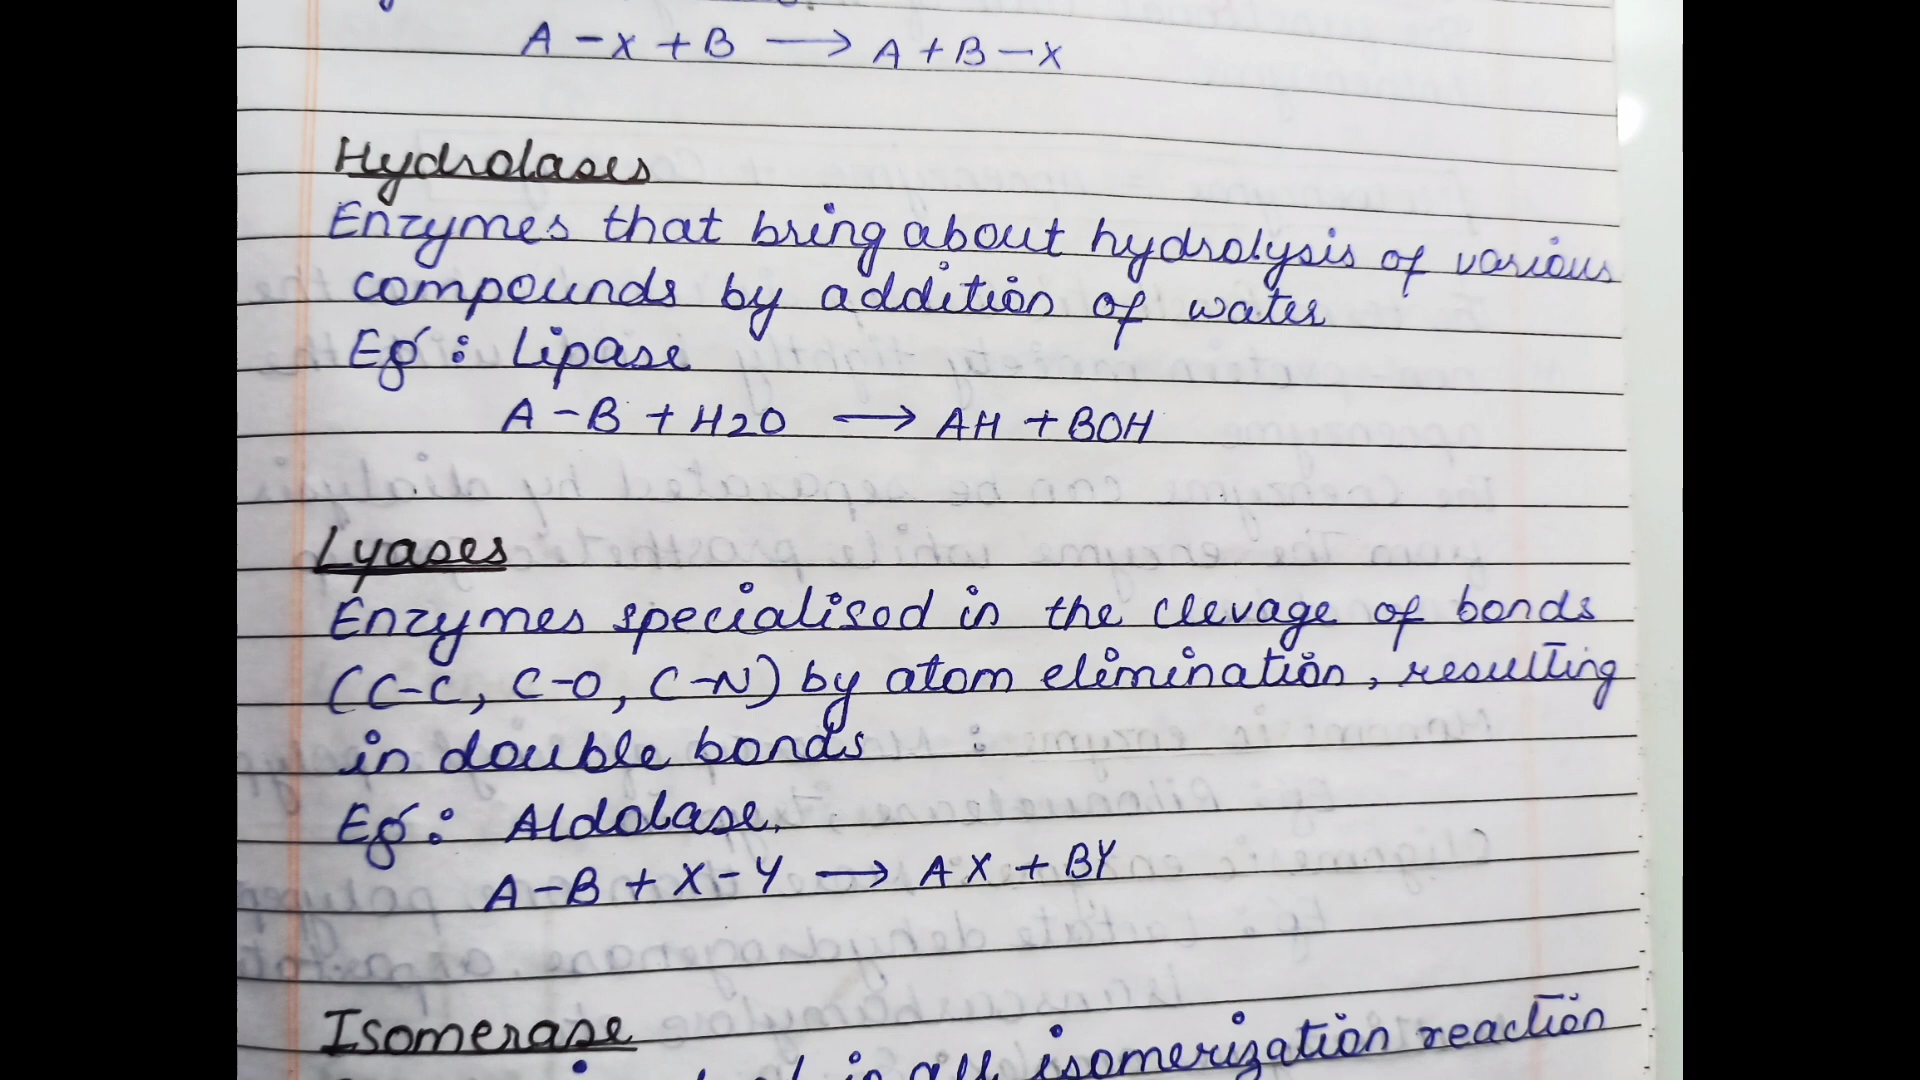 A - X + B → A + B - X
Hydrolases
Enzymes that bring about hydrolysis of various
compounds by addition of water
Eg : Lipase
A - B + H2O → AH + BOH
Lyases
Enzymes specialised in the clevage of bonds
(C-C, C-O, C-N) by atom elimination, resulting
in double bonds
Eg : Aldolase.
A - B + X - Y → AX + BY
Isomerase
in all isomerization reaction